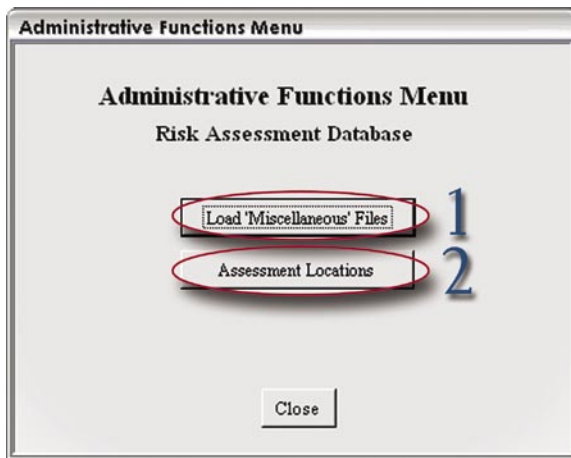 Administrative Functions Menu
Administrative Functions Menu
Risk Assessment Database
Load 'Miscellaneous' Files
1
Assessment Locations
2
Close